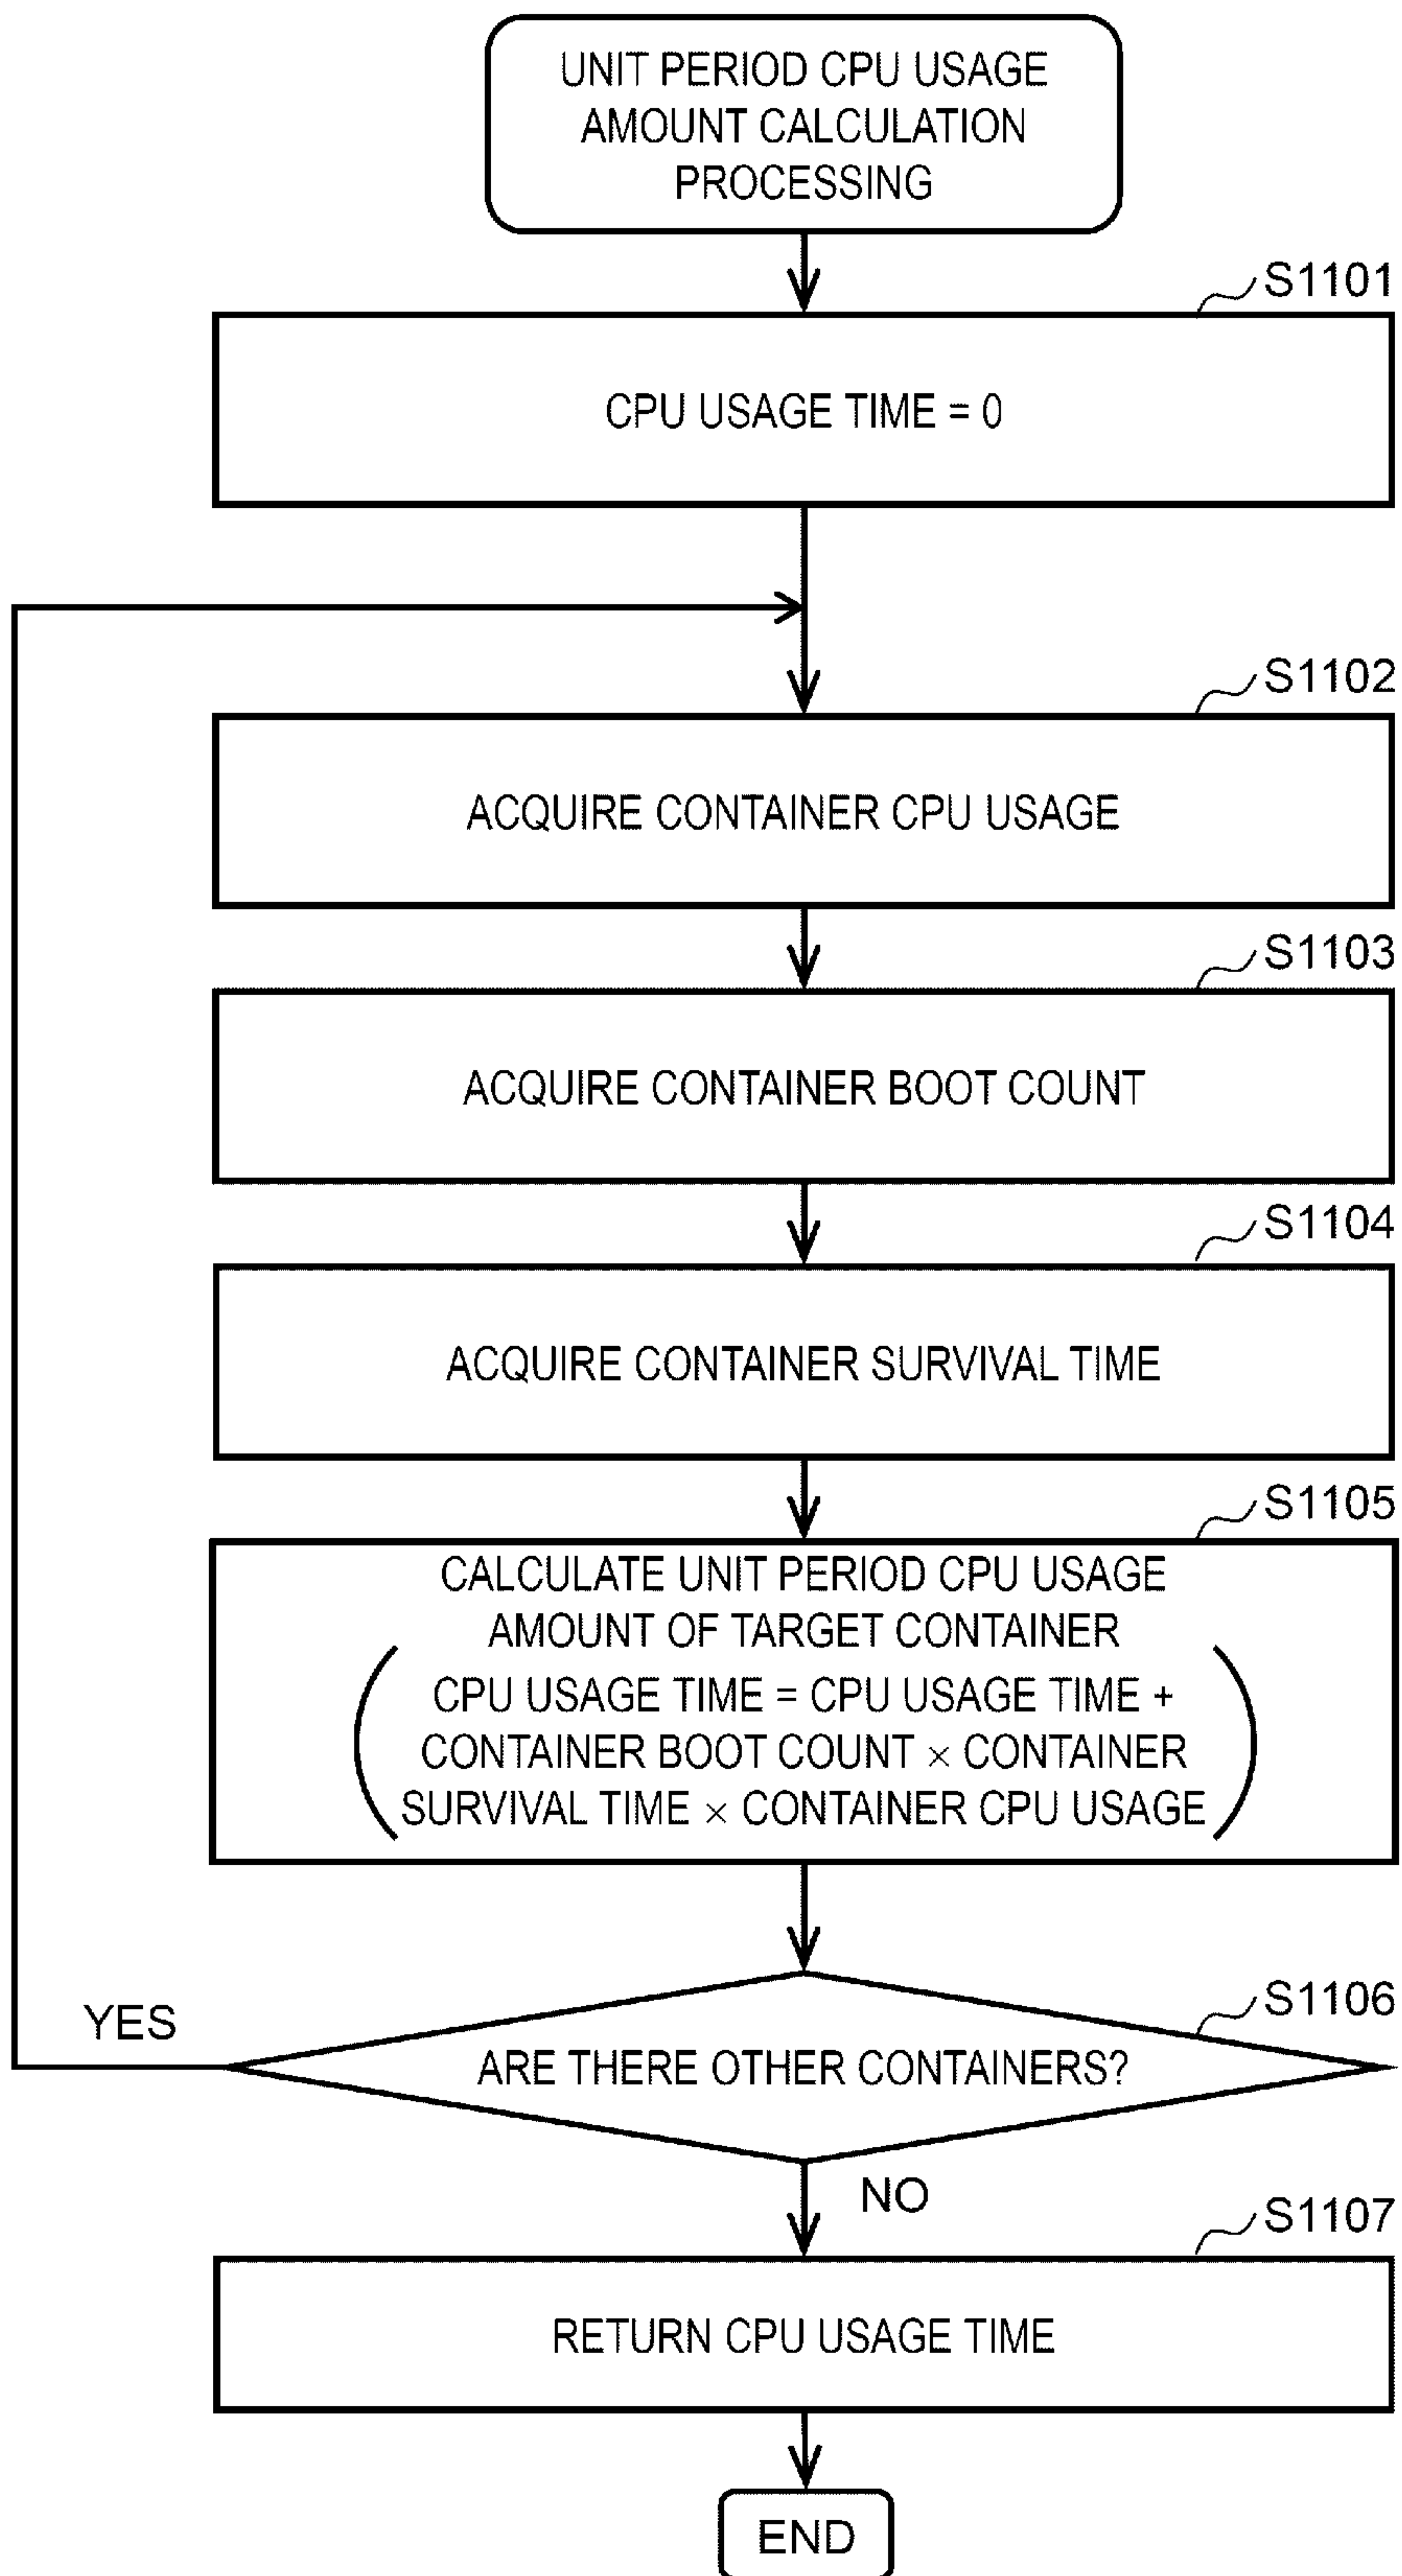 UNIT PERIOD CPU USAGE
AMOUNT CALCULATION
PROCESSING
S1101
CPU USAGE TIME = 0
S1102
ACQUIRE CONTAINER CPU USAGE
S1103
ACQUIRE CONTAINER BOOT COUNT
S1104
ACQUIRE CONTAINER SURVIVAL TIME
S1105
CALCULATE UNIT PERIOD CPU USAGE
AMOUNT OF TARGET CONTAINER
CPU USAGE TIME = CPU USAGE TIME +
CONTAINER BOOT COUNT × CONTAINER
SURVIVAL TIME × CONTAINER CPU USAGE
S1106
YES
ARE THERE OTHER CONTAINERS?
NO
S1107
RETURN CPU USAGE TIME
END